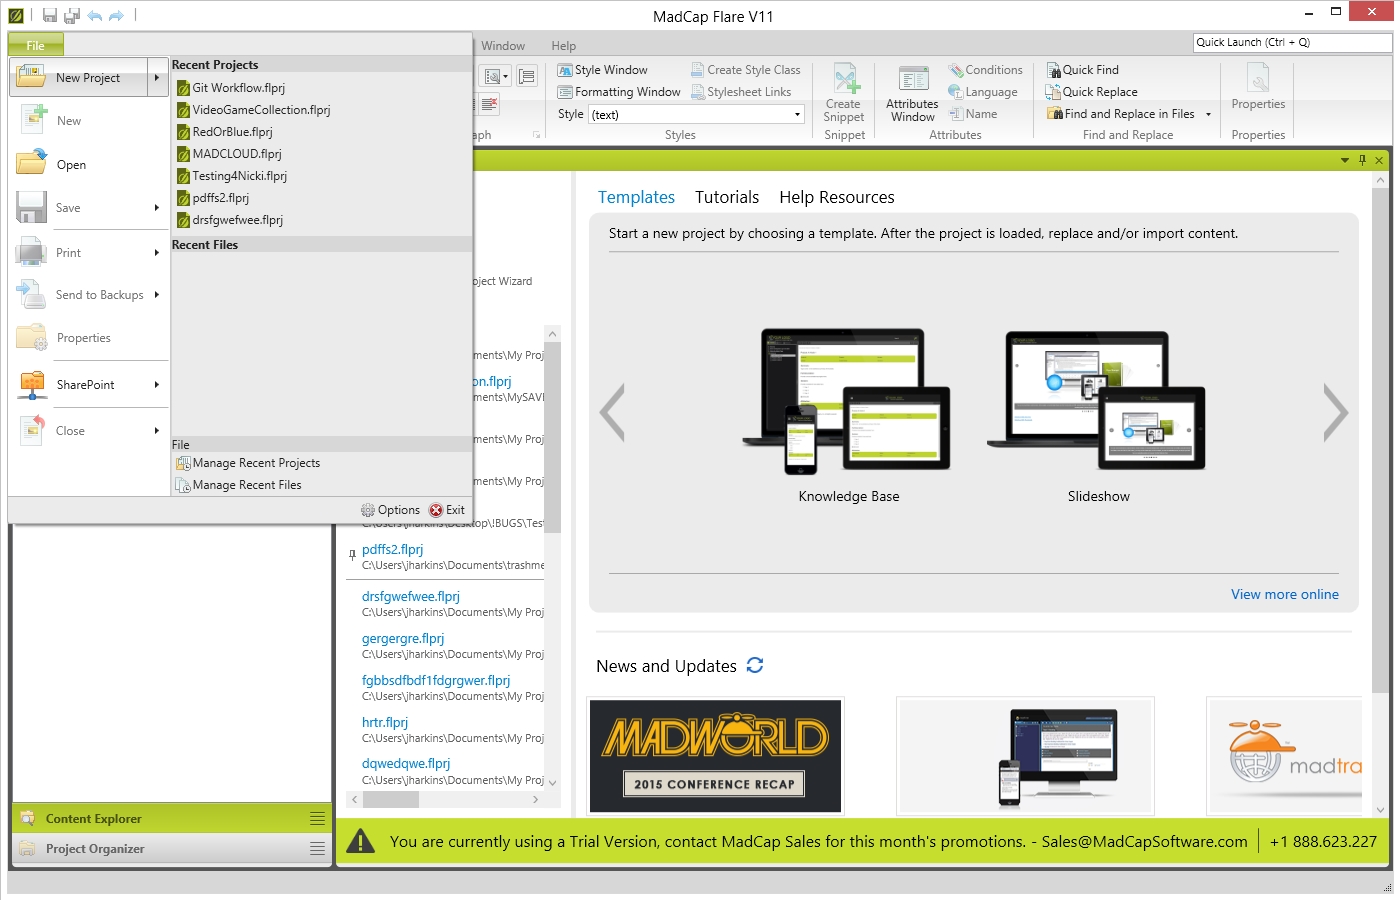 MadCap Flare V11
File
Window
Help
Quick Launch (Ctrl + Q)
New Project
New
Open
Save
Print
Send to Backups
Properties
SharePoint
Close
Recent Projects
Git Workflow.flprj
VideoGameCollection.flprj
RedOrBlue.flprj
MADCLOUD.flprj
Testing4Nicki.flprj
pdffs2.flprj
drsfgwefwee.flprj
Recent Files
File
Manage Recent Projects
Manage Recent Files
Options
Exit
aph
Style Window
Formatting Window
Style (text)
Create Style Class
Stylesheet Links
Styles
Create
Snippet
Snippet
Attributes
Window
Conditions
Language
Name
Attributes
Quick Find
Quick Replace
Find and Replace in Files
Find and Replace
Properties
Properties
oject Wizard
ments\My Proj
on.flprj
ments\MySAVI
ments\My Proj
ments\My Proj
C:\Users\jharkins\Desktop\!BUGS\Test
pdffs2.flprj
C:\Users\jharkins\Documents\trashme
drsfgwefwee.flprj
C:\Users\jharkins\Documents\My Proj
gergergre.flprj
C:\Users\jharkins\Documents\My Proj
fgbbsdfbdf1fdgrgwer.flprj
C:\Users\jharkins\Documents\My Proj
hrtr.flprj
C:\Users\jharkins\Documents\My Proj
dqwedqwe.flprj
C:\Users\jharkins\Documents\My Proj
Templates
Tutorials
Help Resources
Start a new project by choosing a template. After the project is loaded, replace and/or import content.
Knowledge Base
Slideshow
View more online
News and Updates
MADWORLD
2015 CONFERENCE RECAP
madtra
Content Explorer
Project Organizer
You are currently using a Trial Version, contact MadCap Sales for this month's promotions. - Sales@MadCapSoftware.com
+1 888.623.227